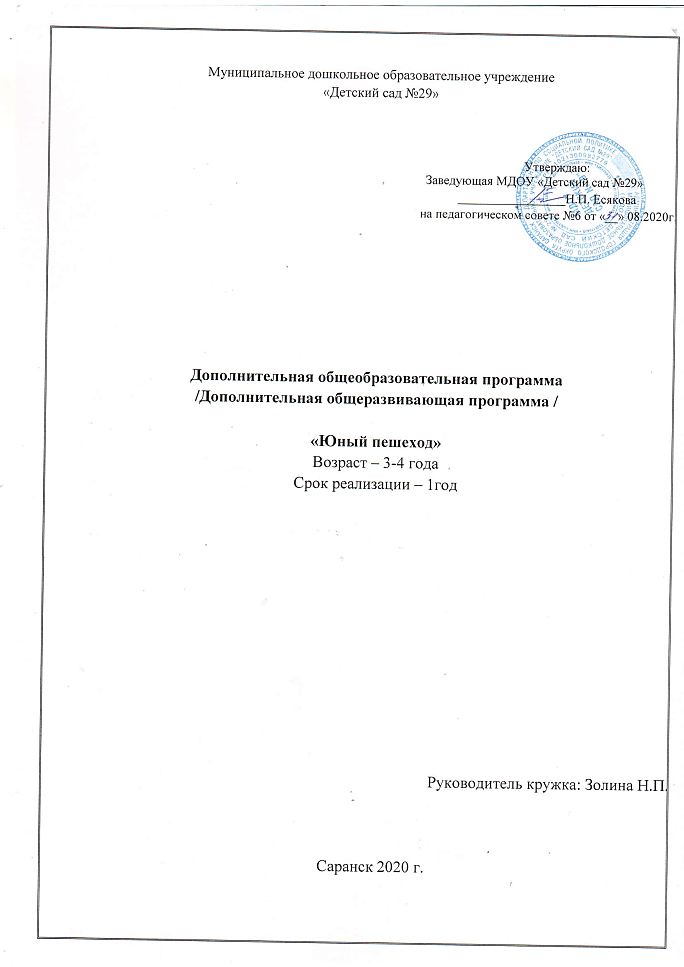 Муниципальное дошкольное образовательное учреждение
«Детский сад №29»
Утверждаю:
Заведующая МДОУ «Детский сад №29»
Н.П. Есякова
на педагогическом совете №6 от «31» 08.2020г
Дополнительная общеобразовательная программа
/Дополнительная общеразвивающая программа /
«Юный пешеход»
Возраст – 3-4 года
Срок реализации – 1год
Руководитель кружка: Золина Н.П.
Саранск 2020 г.